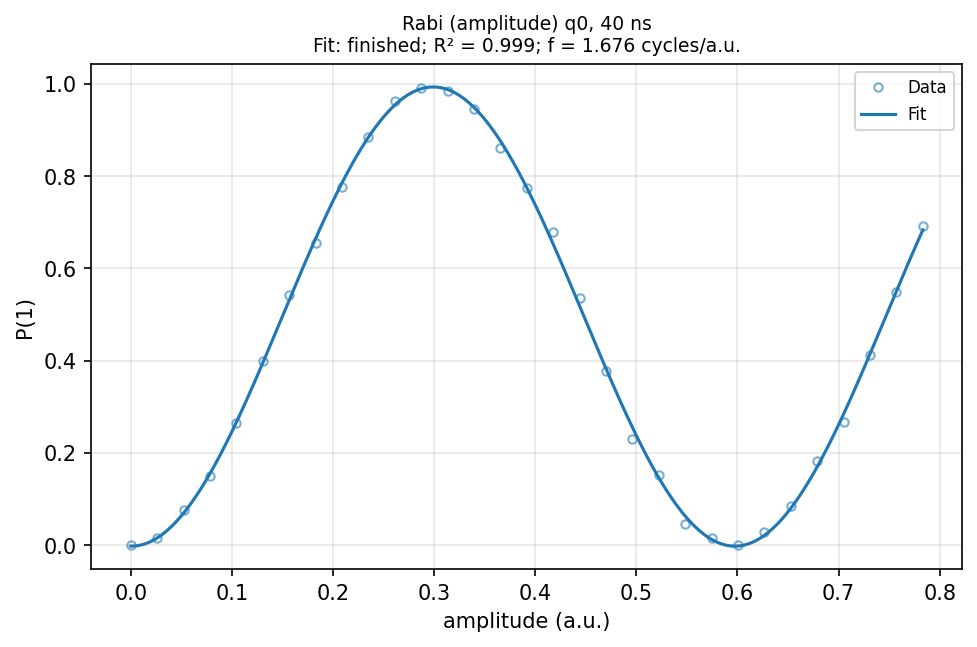 Rabi (amplitude) q0, 40 ns
Fit: finished; R² = 0.999; f = 1.676 cycles/a.u.
Data
Fit
1.0
0.8
0.6
0.4
0.2
0.0
P(1)
0.0 0.1 0.2 0.3 0.4 0.5 0.6 0.7 0.8
amplitude (a.u.)